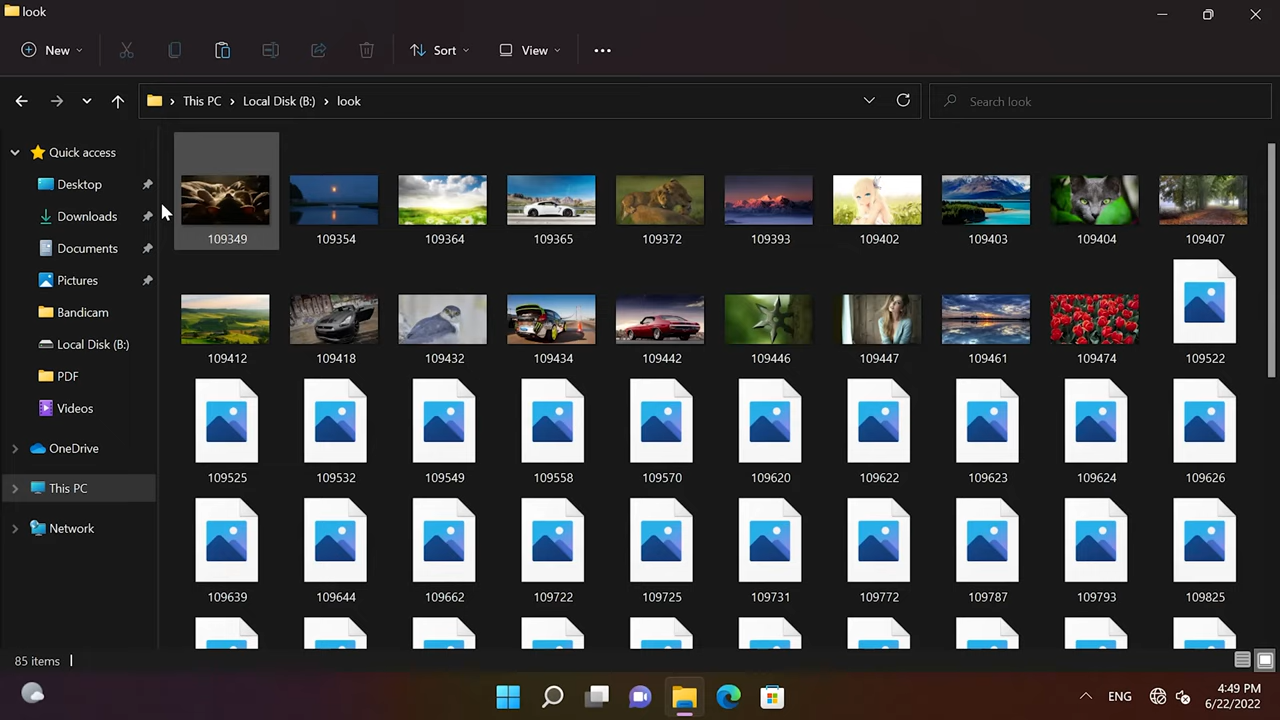 look
New
Sort
View
This PC
Local Disk (B:)
look
Search look
Quick access
Desktop
Downloads
Documents
Pictures
Bandicam
Local Disk (B:)
PDF
Videos
OneDrive
This PC
Network
109349 109354 109364 109365 109372 109393 109402 109403 109404 109407
109412 109418 109432 109434 109442 109446 109447 109461 109474 109522
109525 109532 109549 109558 109570 109620 109622 109623 109624 109626
109639 109644 109662 109722 109725 109731 109772 109787 109793 109825
85 items
ENG
4:49 PM
6/22/2022